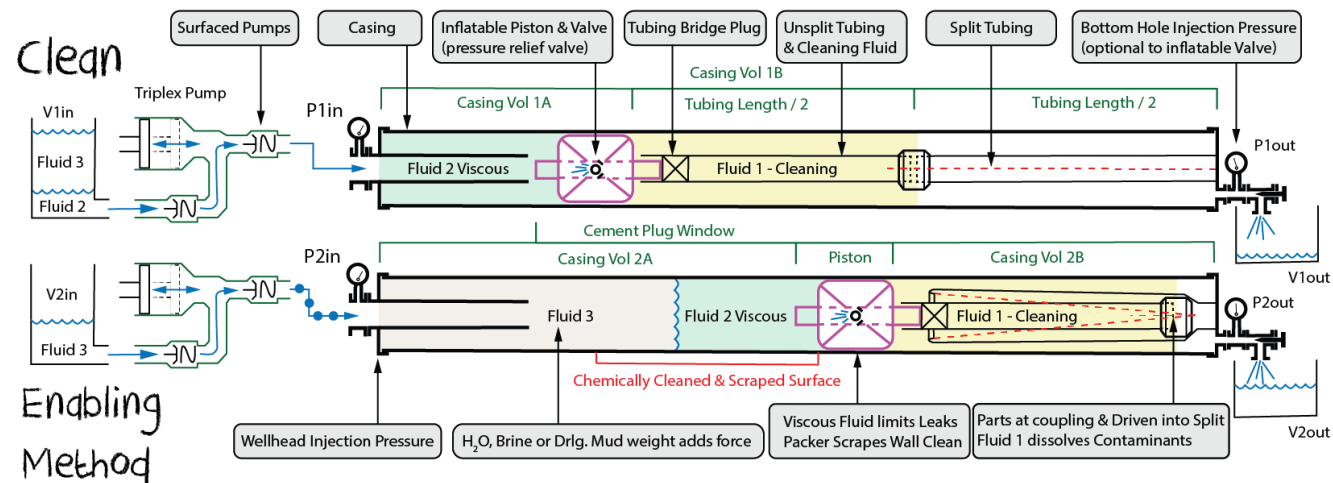 Clean
Surfaced Pumps
Casing
Inflatable Piston & Valve
(pressure relief valve)
Tubing Bridge Plug
Unsplit Tubing
& Cleaning Fluid
Split Tubing
Bottom Hole Injection Pressure
(optional to inflatable Valve)
Casing Vol 1B
Triplex Pump
Casing Vol 1A
Tubing Length / 2
Tubing Length / 2
V1in
P1in
Fluid 3
Fluid 2
N
N
Fluid 2 Viscous
Fluid 1 - Cleaning
P1out
V1out
Cement Plug Window
P2in
Casing Vol 2A
Piston
Casing Vol 2B
V2in
Fluid 3
N
N
Fluid 3
Fluid 2 Viscous
Fluid 1 - Cleaning
P2out
V2out
Chemically Cleaned & Scraped Surface
Enabling
Method
Wellhead Injection Pressure
H₂O, Brine or Drlg. Mud weight adds force
Viscous Fluid limits Leaks
Packer Scrapes Wall Clean
Parts at coupling & Driven into Split
Fluid 1 dissolves Contaminants